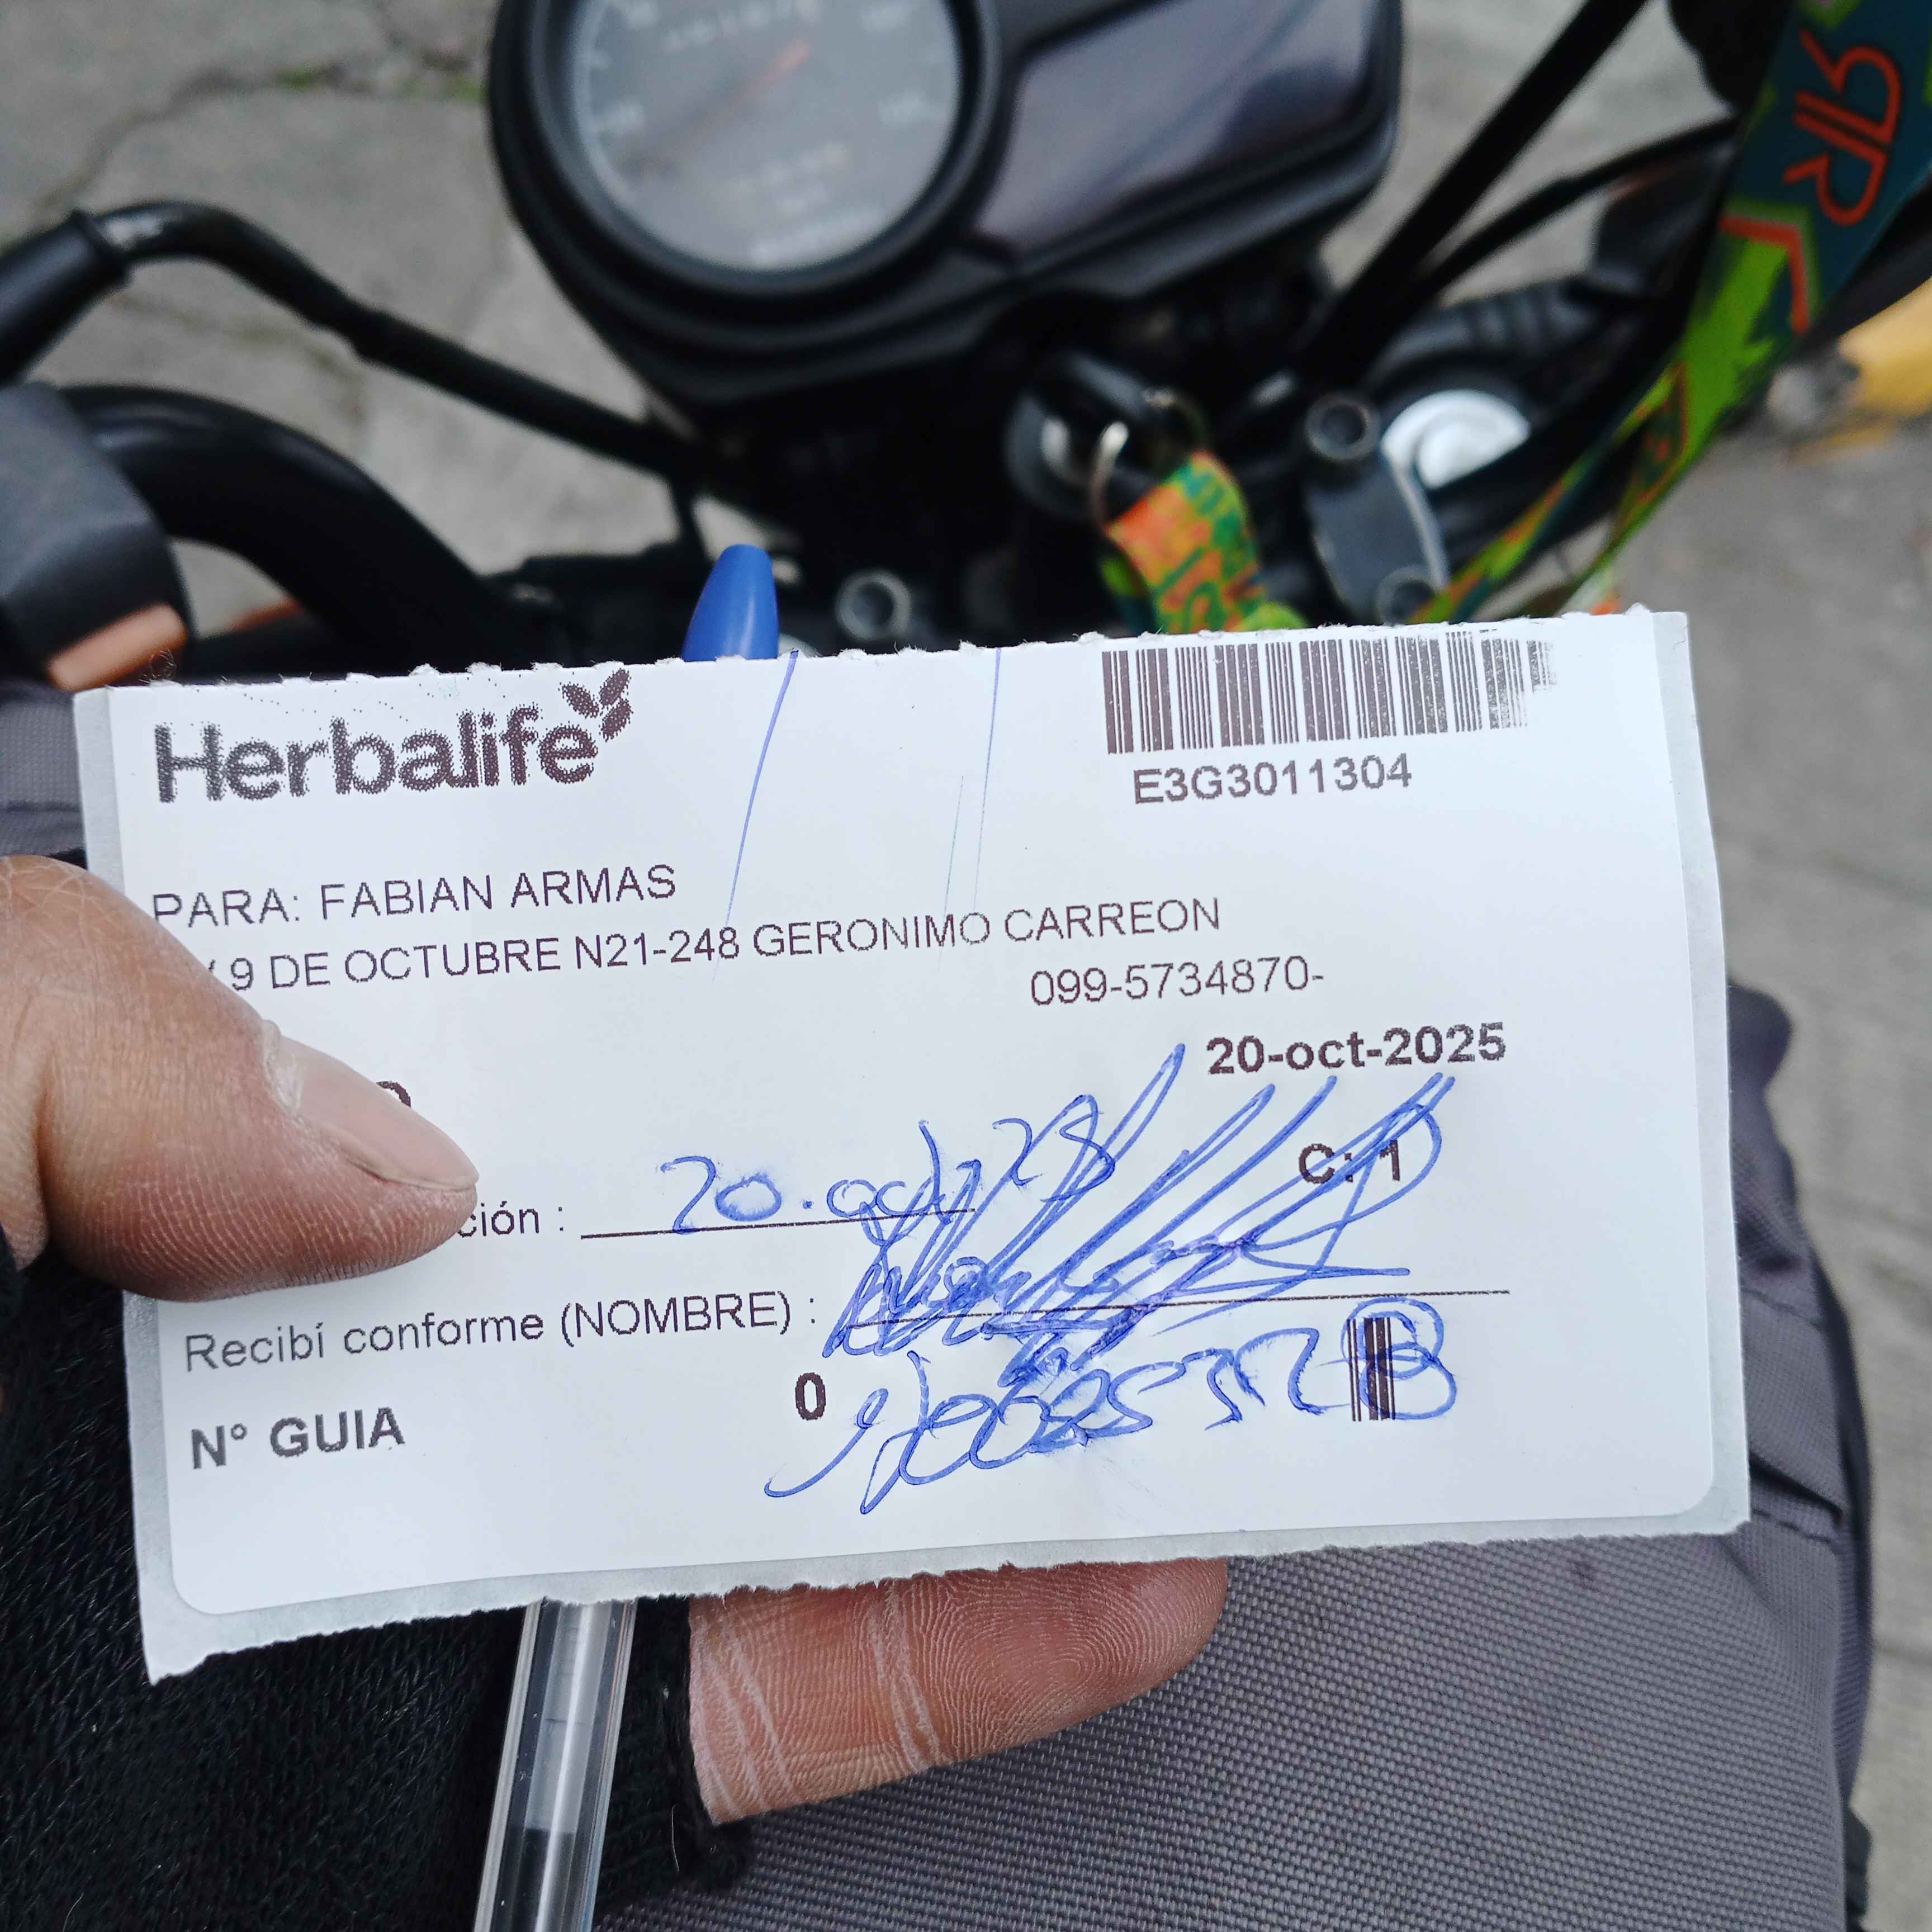 Herbalife
E3G3011304
PARA: FABIAN ARMAS
9 DE OCTUBRE N21-248 GERONIMO CARREON
099-5734870-
20-oct-2025
C: 1
ción : 20.
Recibí conforme (NOMBRE) :
N° GUIA 0